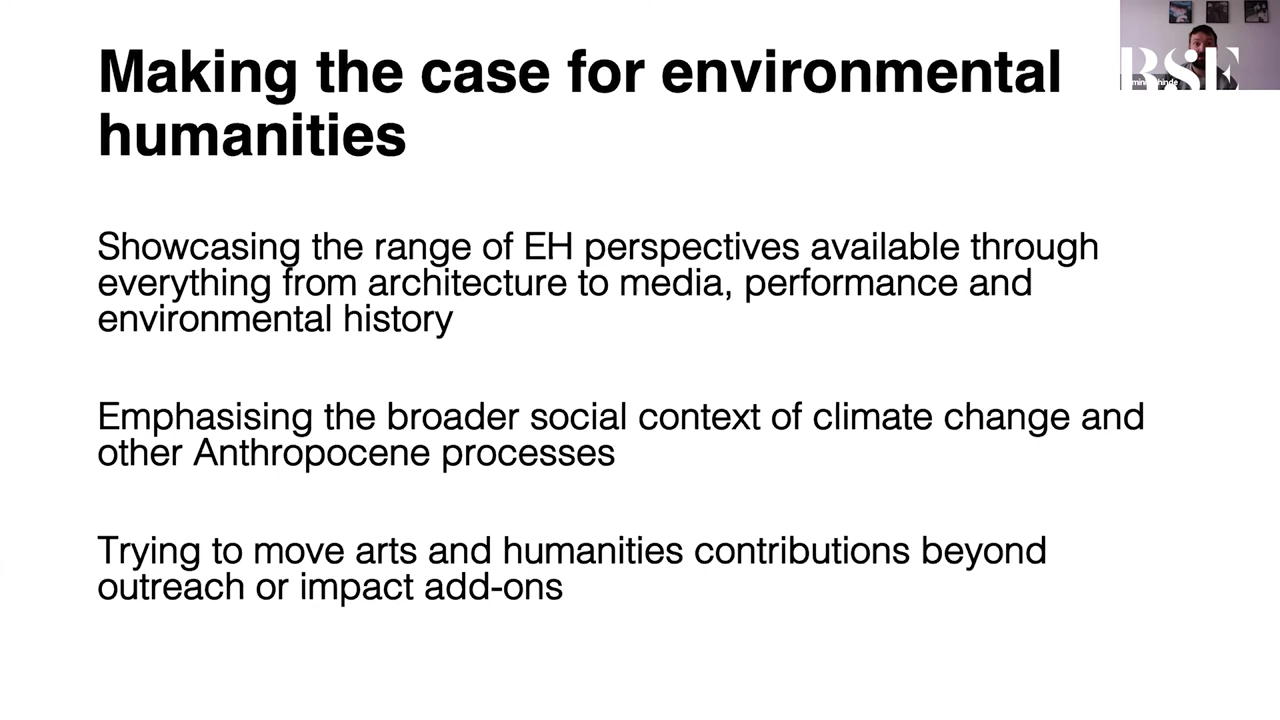 Making the case for environmental
humanities
RSE
Showcasing the range of EH perspectives available through
everything from architecture to media, performance and
environmental history
Emphasising the broader social context of climate change and
other Anthropocene processes
Trying to move arts and humanities contributions beyond
outreach or impact add-ons